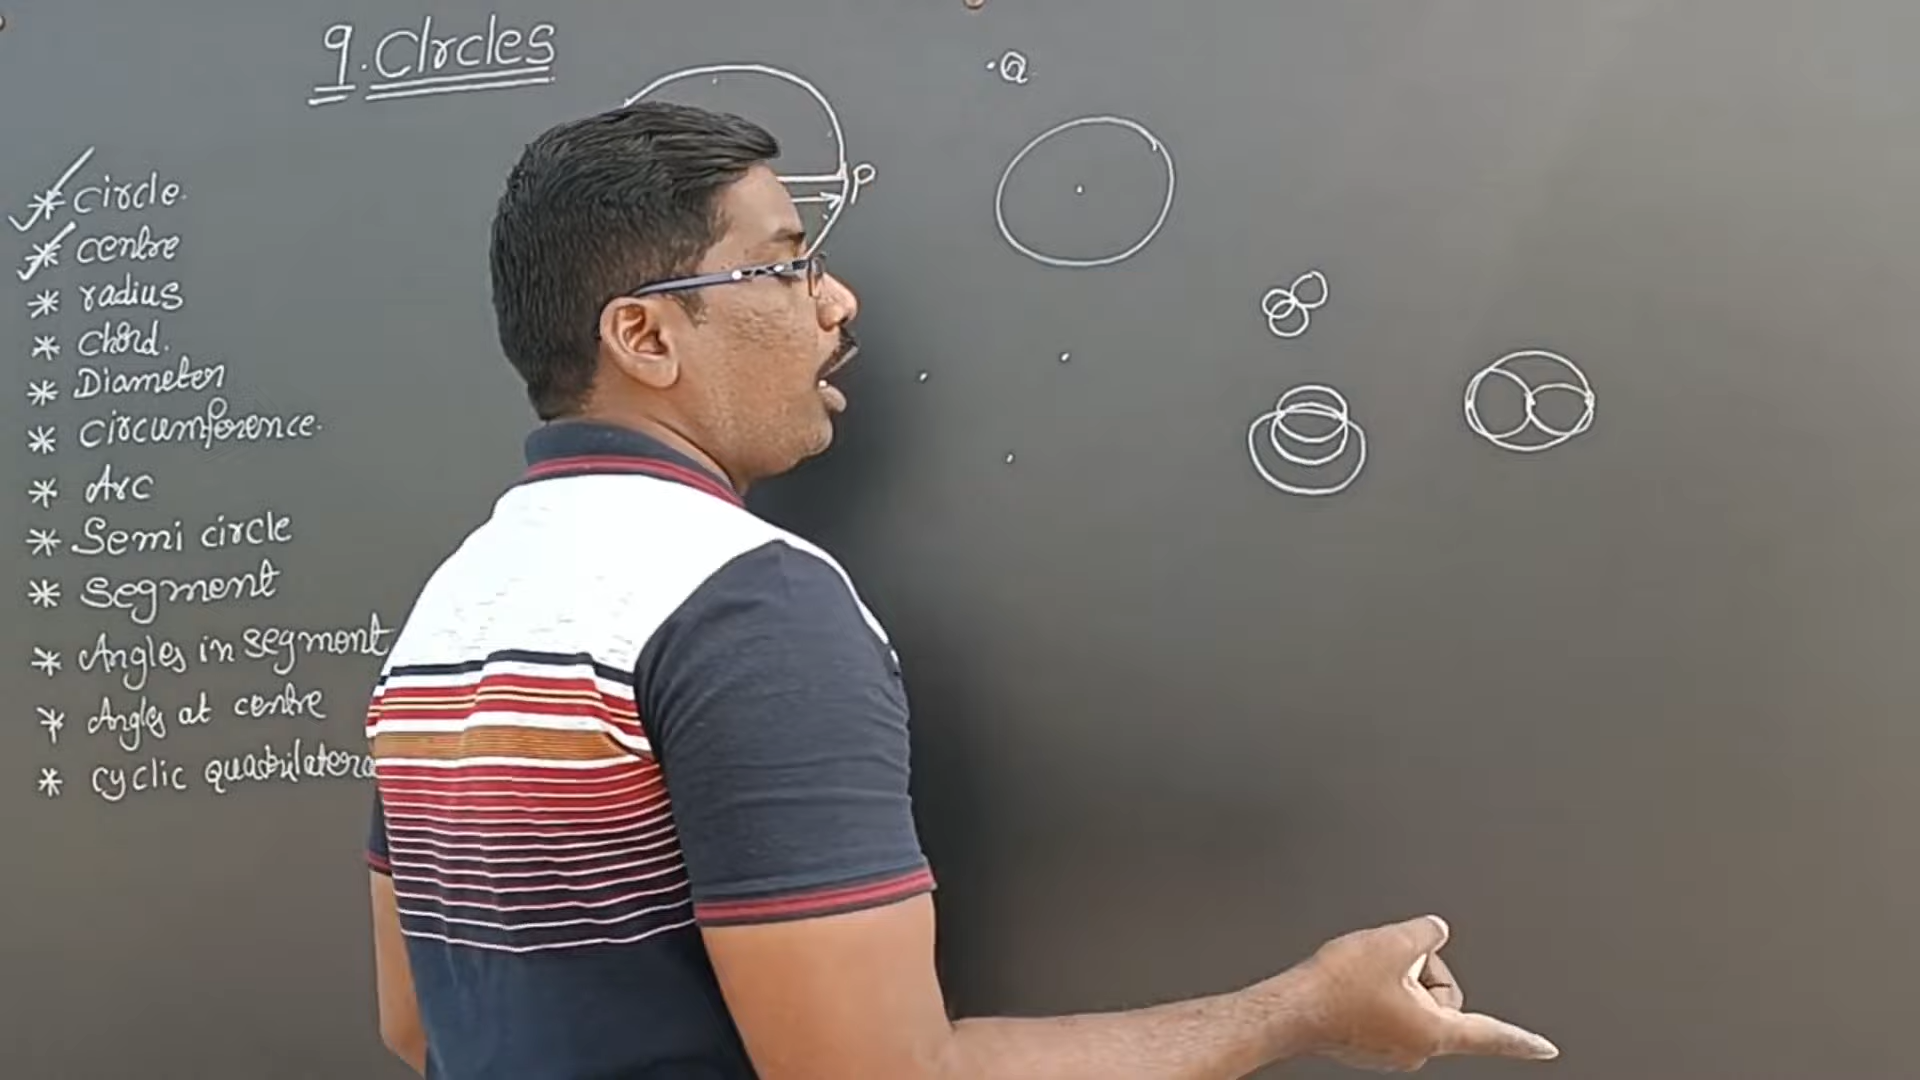 9. Circles
.Q
P
* circle.
* centre
* radius
* chord.
* Diameter
* circumference.
* Arc
* Semi circle
* segment
* Angles in segment
* Angles at centre
* cyclic quadrilatera